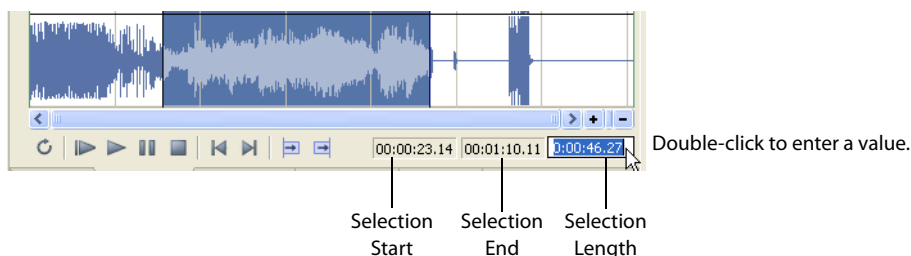 00:00:23.14 00:01:10.11 0:00:46.27
Double-click to enter a value.
Selection Start
Selection End
Selection Length